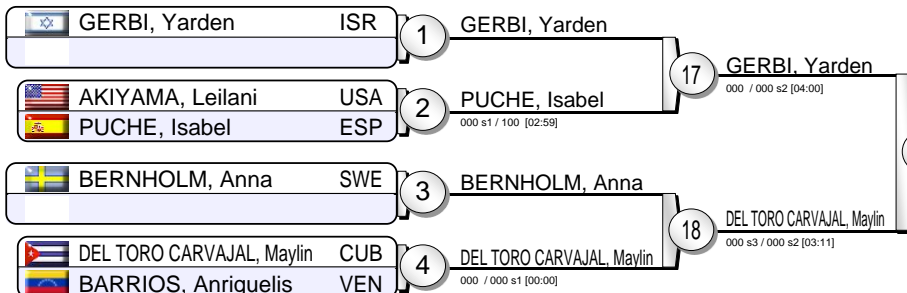 GERBI, Yarden ISR
1
GERBI, Yarden
AKIYAMA, Leilani USA
PUCHE, Isabel ESP
2
PUCHE, Isabel
000 s1 / 100 [02:59]
17
GERBI, Yarden
000 / 000 s2 [04:00]
BERNHOLM, Anna SWE
3
BERNHOLM, Anna
DEL TORO CARVAJAL, Maylin CUB
BARRIOS, Anriquelis VEN
4
DEL TORO CARVAJAL, Maylin
000 / 000 s1 [00:00]
18
DEL TORO CARVAJAL, Maylin
000 s3 / 000 s2 [03:11]